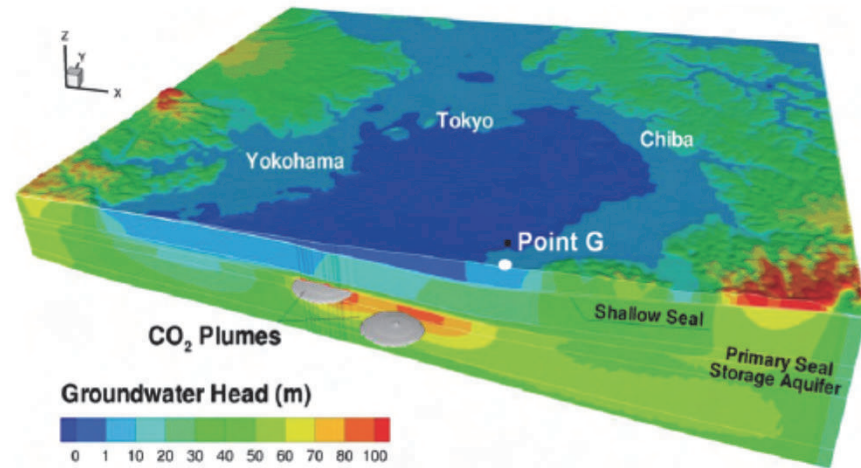 Z
Y
X
Tokyo
Chiba
Yokohama
Point G
Shallow Seal
CO₂ Plumes
Primary Seal
Storage Aquifer
Groundwater Head (m)
0 1 10 20 30 40 50 60 70 80 100